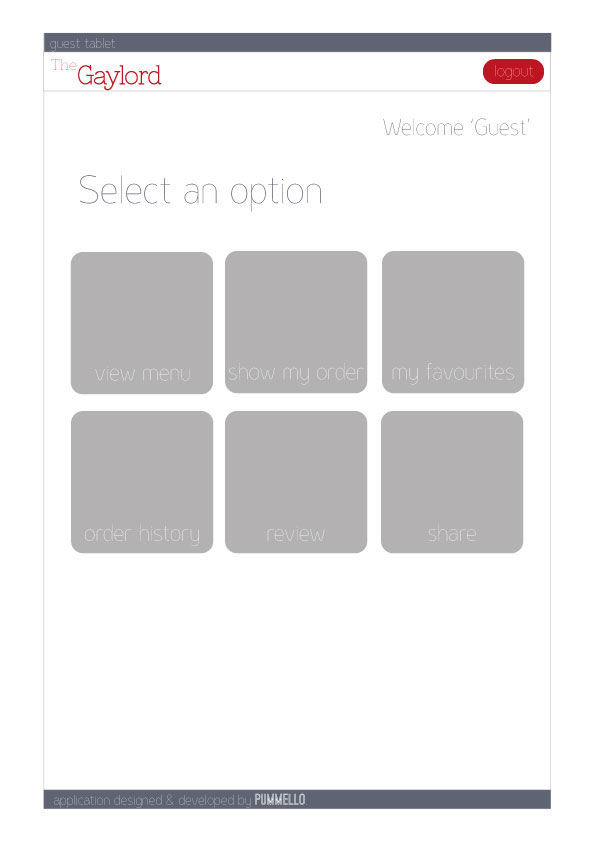 guest tablet
The Gaylord
logout
Welcome ‘Guest’
Select an option
view menu
show my order
my favourites
order history
review
share
application designed & developed by PUMMELLO